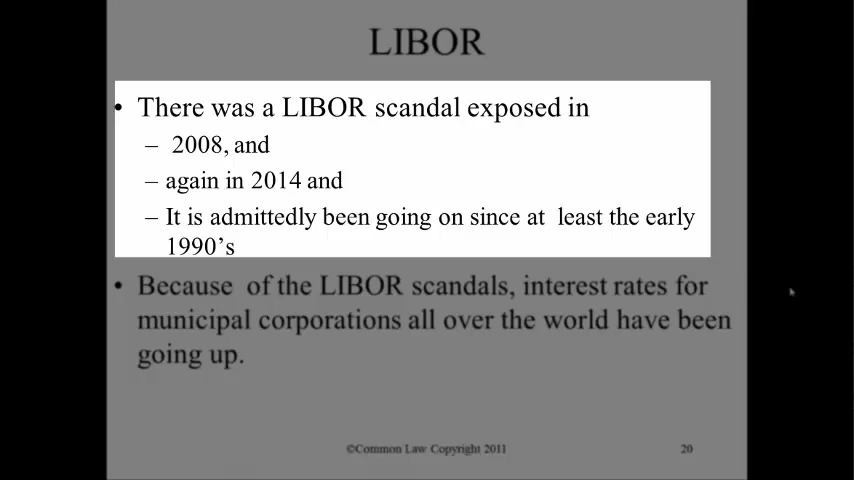 LIBOR
• There was a LIBOR scandal exposed in
– 2008, and
– again in 2014 and
– It is admittedly been going on since at least the early
1990’s
• Because of the LIBOR scandals, interest rates for
municipal corporations all over the world have been
going up.
©Common Law Copyright 2011
20